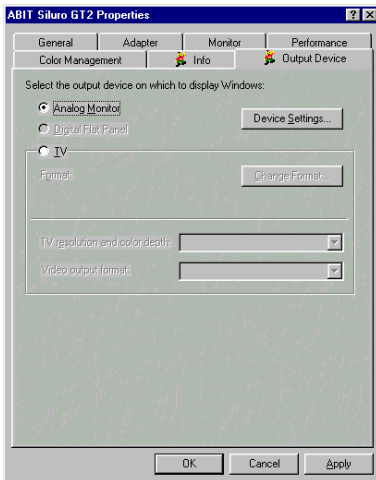 ABIT Siluro GT2 Properties
General Adapter Monitor Performance
Color Management Info Output Device
Select the output device on which to display Windows:
Analog Monitor
Device Settings...
Digital Flat Panel
TV
Format: Change Format...
TV resolution and color depth:
Video output format:
OK Cancel Apply